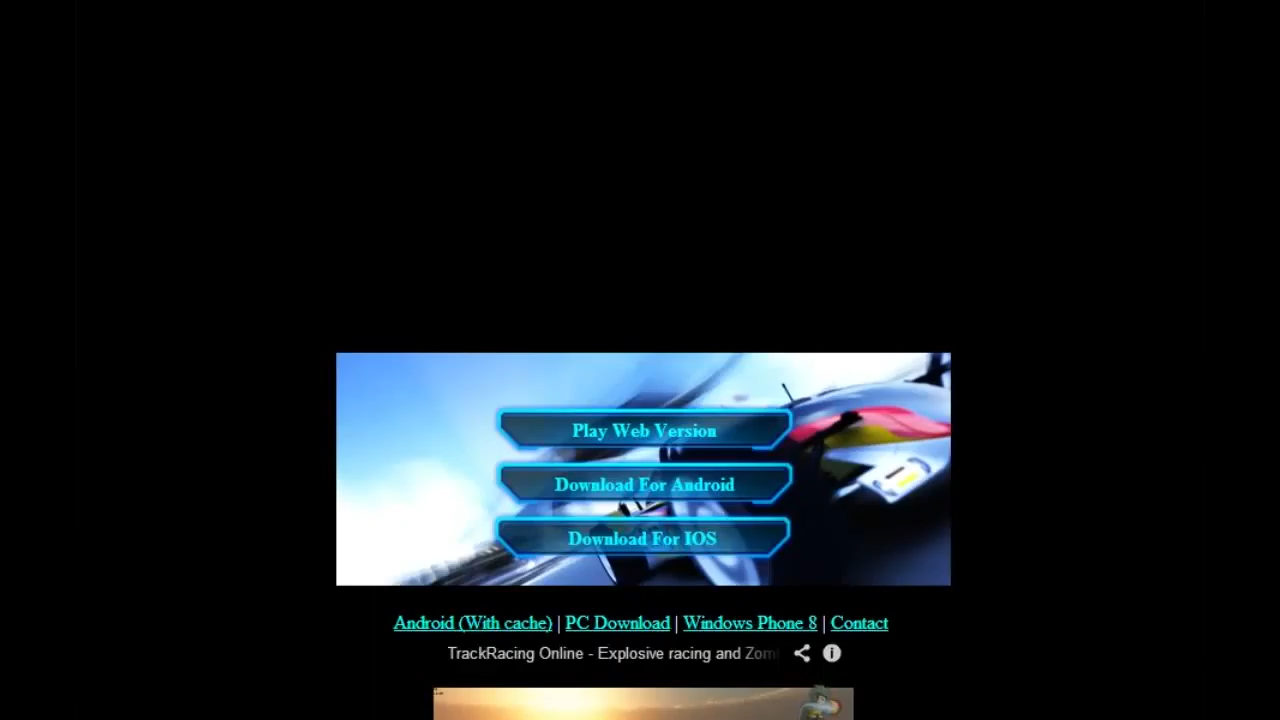 Play Web Version
Download For Android
Download For IOS
Android (With cache) | PC Download | Windows Phone 8 | Contact
TrackRacing Online - Explosive racing and Zom